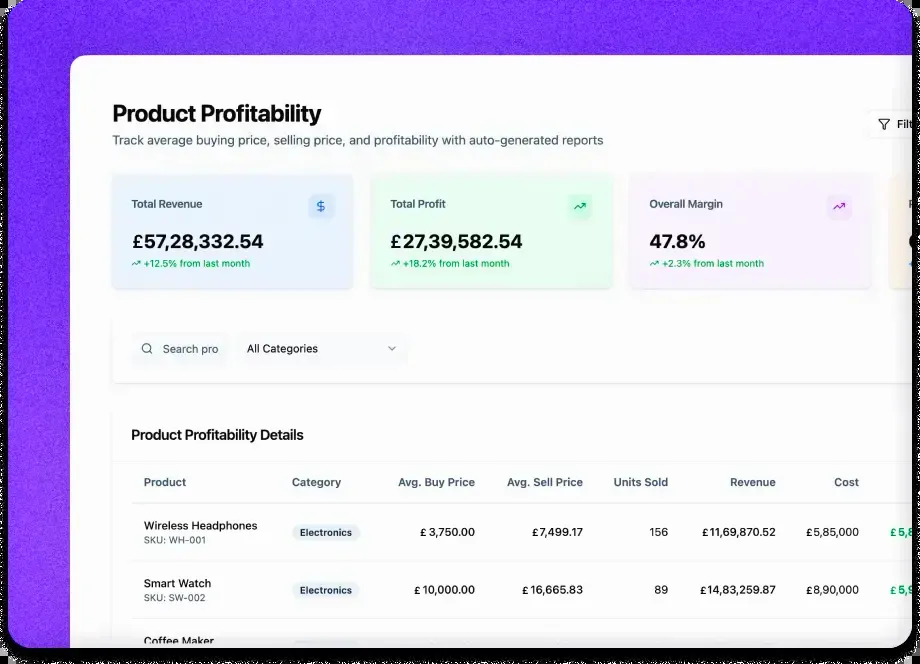 Product Profitability
Track average buying price, selling price, and profitability with auto-generated reports
Filt
Total Revenue
$
£57,28,332.54
+12.5% from last month
Total Profit
£27,39,582.54
+18.2% from last month
Overall Margin
47.8%
+2.3% from last month
Search pro
All Categories
Product Profitability Details
Product Category Avg. Buy Price Avg. Sell Price Units Sold Revenue Cost
Wireless Headphones Electronics £ 3,750.00 £7,499.17 156 £11,69,870.52 £5,85,000 £ 5,8
SKU: WH-001
Smart Watch Electronics £ 10,000.00 £ 16,665.83 89 £14,83,259.87 £8,90,000 £ 5,9
SKU: SW-002
Coffee Maker